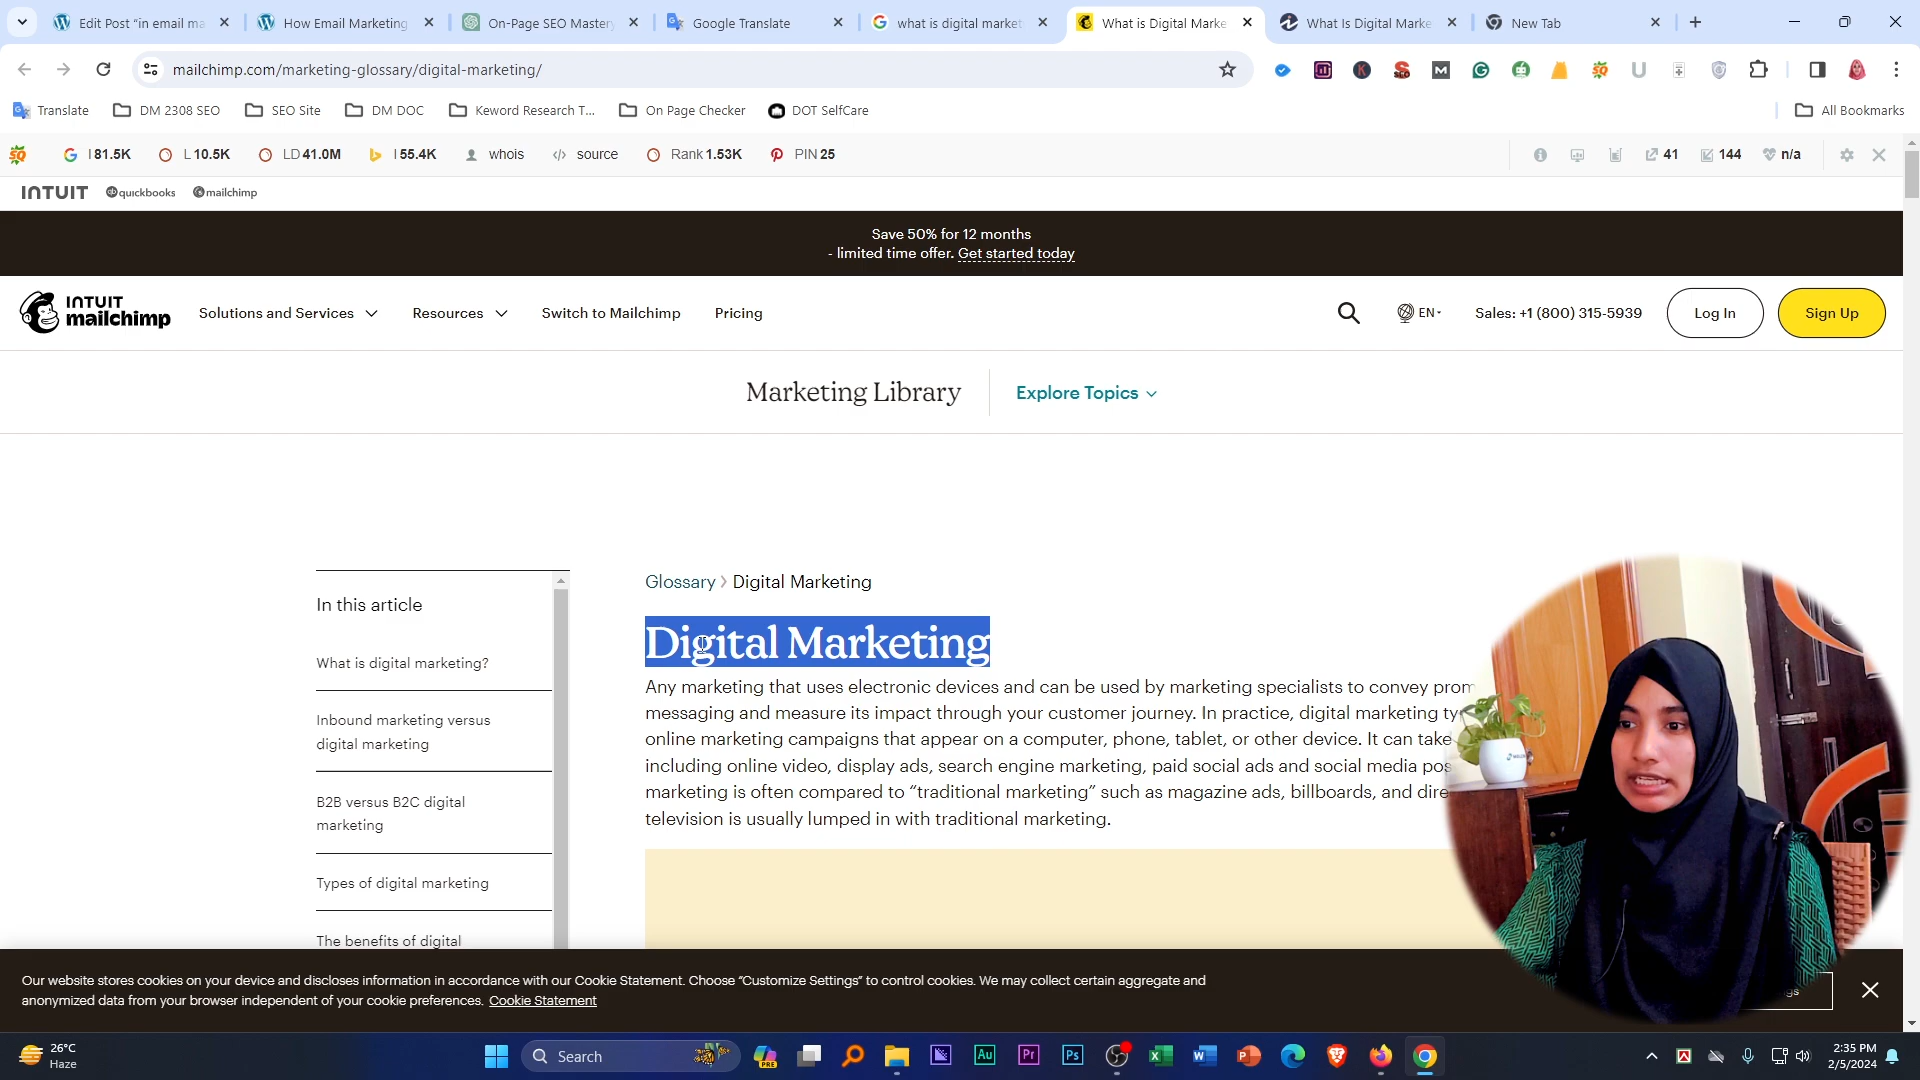 Edit Post "in email ma
How Email Marketing
On-Page SEO Mastery
Google Translate
what is digital market
What is Digital Marke
What Is Digital Marke
New Tab
mailchimp.com/marketing-glossary/digital-marketing/
Translate
DM 2308 SEO
SEO Site
DM DOC
Keword Research T...
On Page Checker
DOT SelfCare
All Bookmarks
I 81.5K
L 10.5K
LD 41.0M
I 55.4K
whois
source
Rank 1.53K
PIN 25
41
144
n/a
INTUIT
quickbooks
mailchimp
Save 50% for 12 months
- limited time offer. Get started today
INTUIT
mailchimp
Solutions and Services
Resources
Switch to Mailchimp
Pricing
EN
Sales: +1 (800) 315-5939
Log In
Sign Up
Marketing Library
Explore Topics
In this article
What is digital marketing?
Inbound marketing versus
digital marketing
B2B versus B2C digital
marketing
Types of digital marketing
The benefits of digital
Glossary > Digital Marketing
Digital Marketing
Any marketing that uses electronic devices and can be used by marketing specialists to convey prom
messaging and measure its impact through your customer journey. In practice, digital marketing ty
online marketing campaigns that appear on a computer, phone, tablet, or other device. It can take
including online video, display ads, search engine marketing, paid social ads and social media pos
marketing is often compared to “traditional marketing” such as magazine ads, billboards, and dire
television is usually lumped in with traditional marketing.
Our website stores cookies on your device and discloses information in accordance with our Cookie Statement. Choose “Customize Settings” to control cookies. We may collect certain aggregate and
anonymized data from your browser independent of your cookie preferences. Cookie Statement
gs
26°C
Haze
Search
2:35 PM
2/5/2024